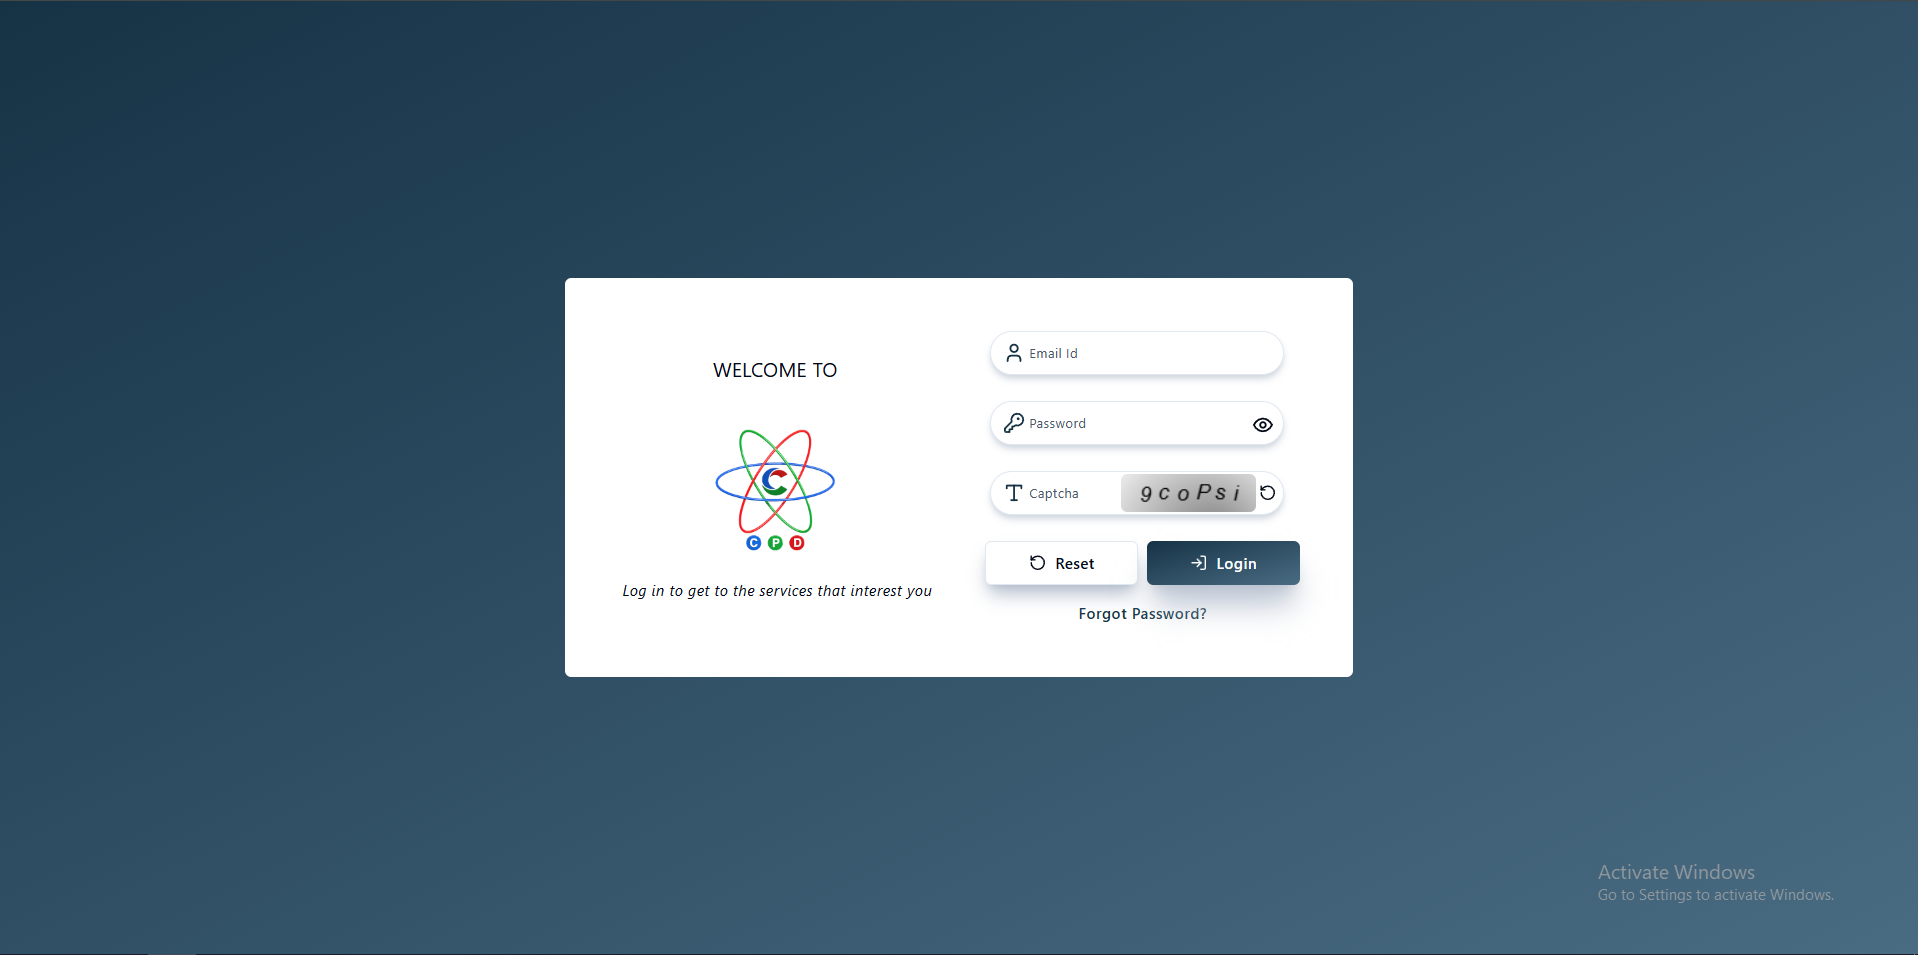 WELCOME TO
C
C P D
Log in to get to the services that interest you
Email Id
Password
Captcha
9coPsi
Reset
Login
Forgot Password?
Activate Windows
Go to Settings to activate Windows.